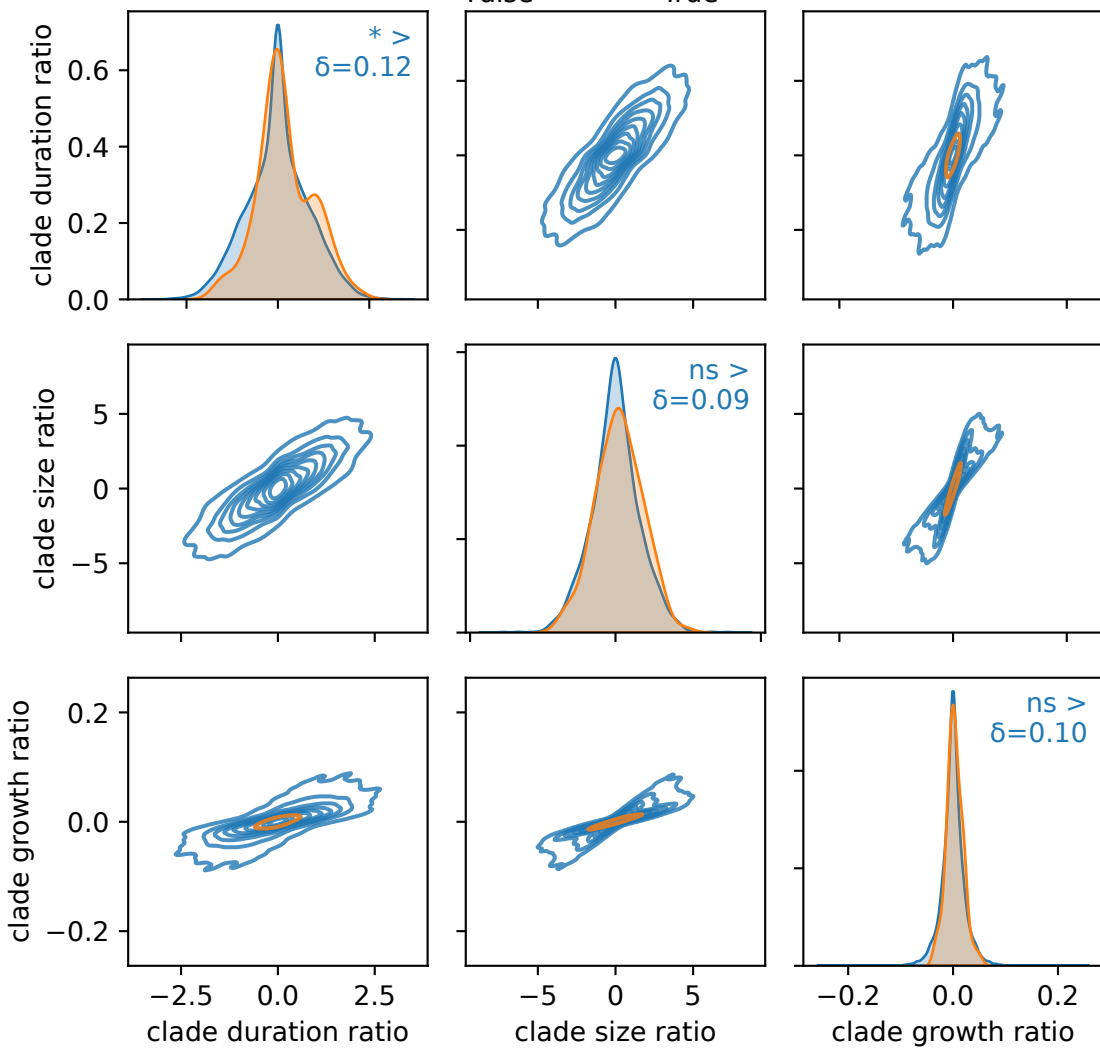 clade duration ratio
0.6
0.4
0.2
0.0
* >
δ=0.12
clade size ratio
5
0
−5
ns >
δ=0.09
clade growth ratio
0.2
0.0
−0.2
ns >
δ=0.10
−2.5 0.0 2.5
clade duration ratio
−5 0 5
clade size ratio
−0.2 0.0 0.2
clade growth ratio